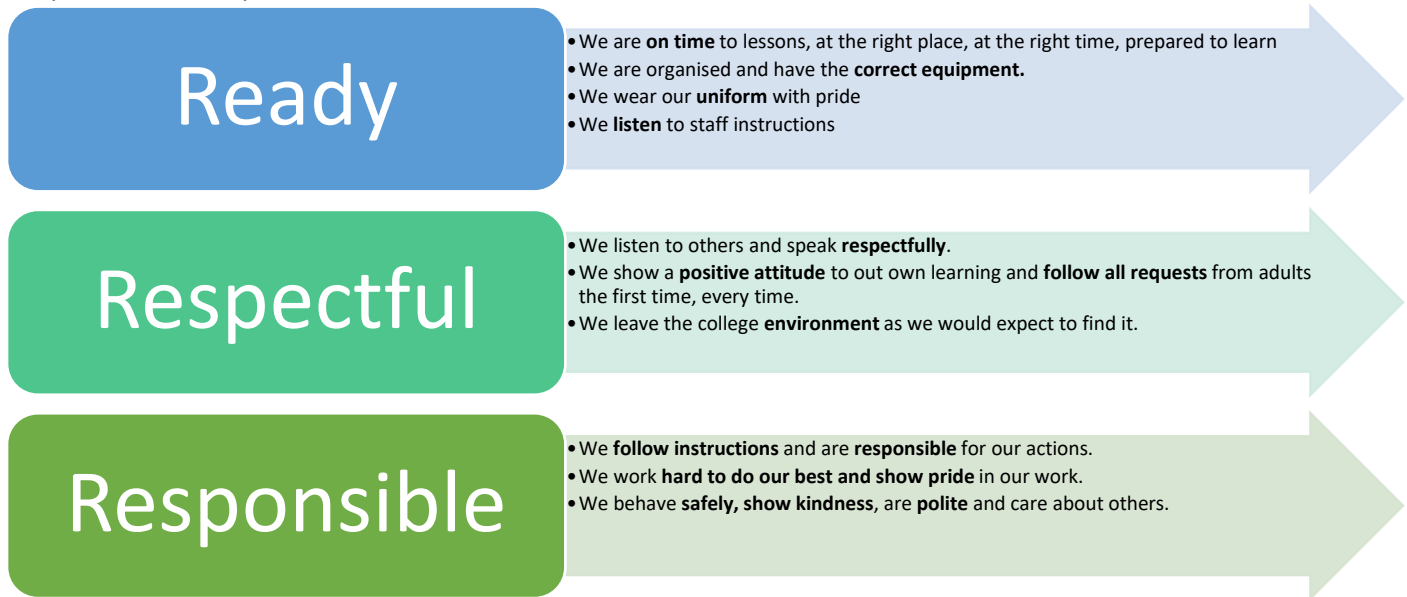 Ready
•We are on time to lessons, at the right place, at the right time, prepared to learn
•We are organised and have the correct equipment.
•We wear our uniform with pride
•We listen to staff instructions
Respectful
•We listen to others and speak respectfully.
•We show a positive attitude to out own learning and follow all requests from adults
the first time, every time.
•We leave the college environment as we would expect to find it.
Responsible
•We follow instructions and are responsible for our actions.
•We work hard to do our best and show pride in our work.
•We behave safely, show kindness, are polite and care about others.